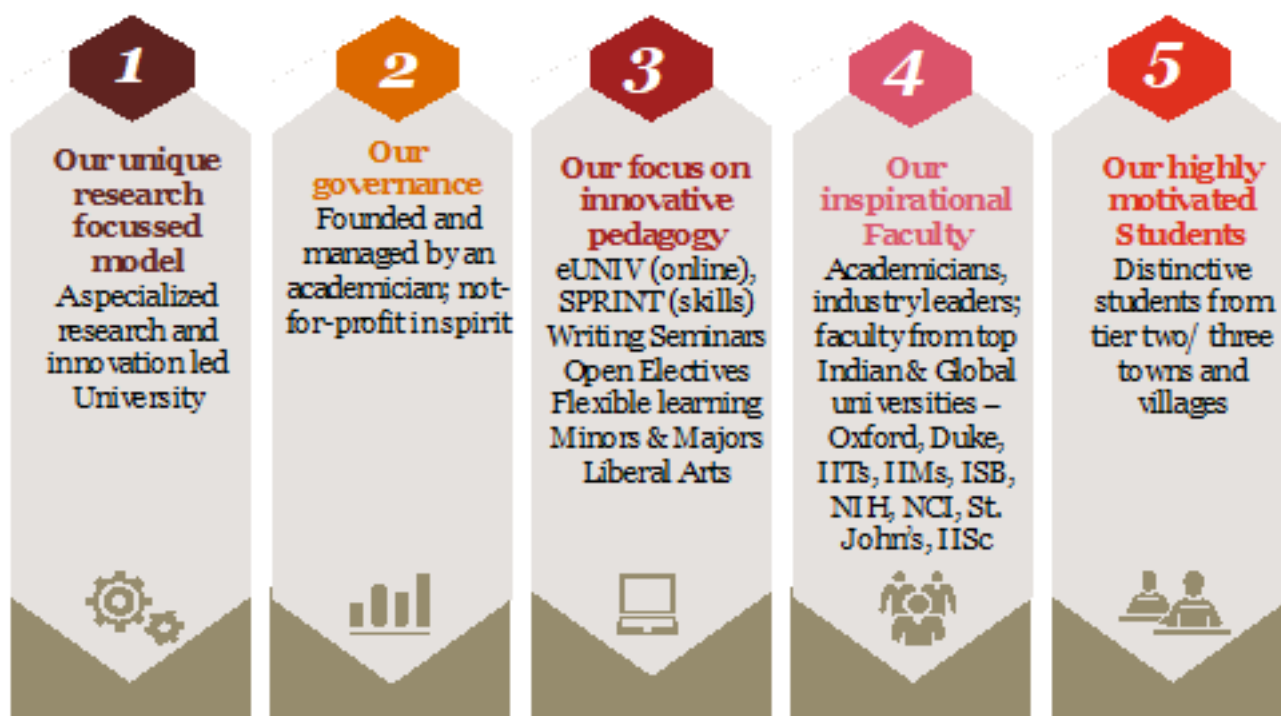 1
Our unique
research
focussed
model
A specialized
research and
innovation led
University
2
Our
governance
Founded and
managed by an
academician; not-
for-profit in spirit
3
Our focus on
innovative
pedagogy
eUNIV (online),
SPRINT (skills)
Writing Seminars
Open Electives
Flexible learning
Minors & Majors
Liberal Arts
4
Our
inspirational
Faculty
Academicians,
industry leaders;
faculty from top
Indian & Global
universities –
Oxford, Duke,
IITs, IIMs, ISB,
NIH, NCI, St.
John's, IISc
5
Our highly
motivated
Students
Distinctive
students from
tier two/ three
towns and
villages